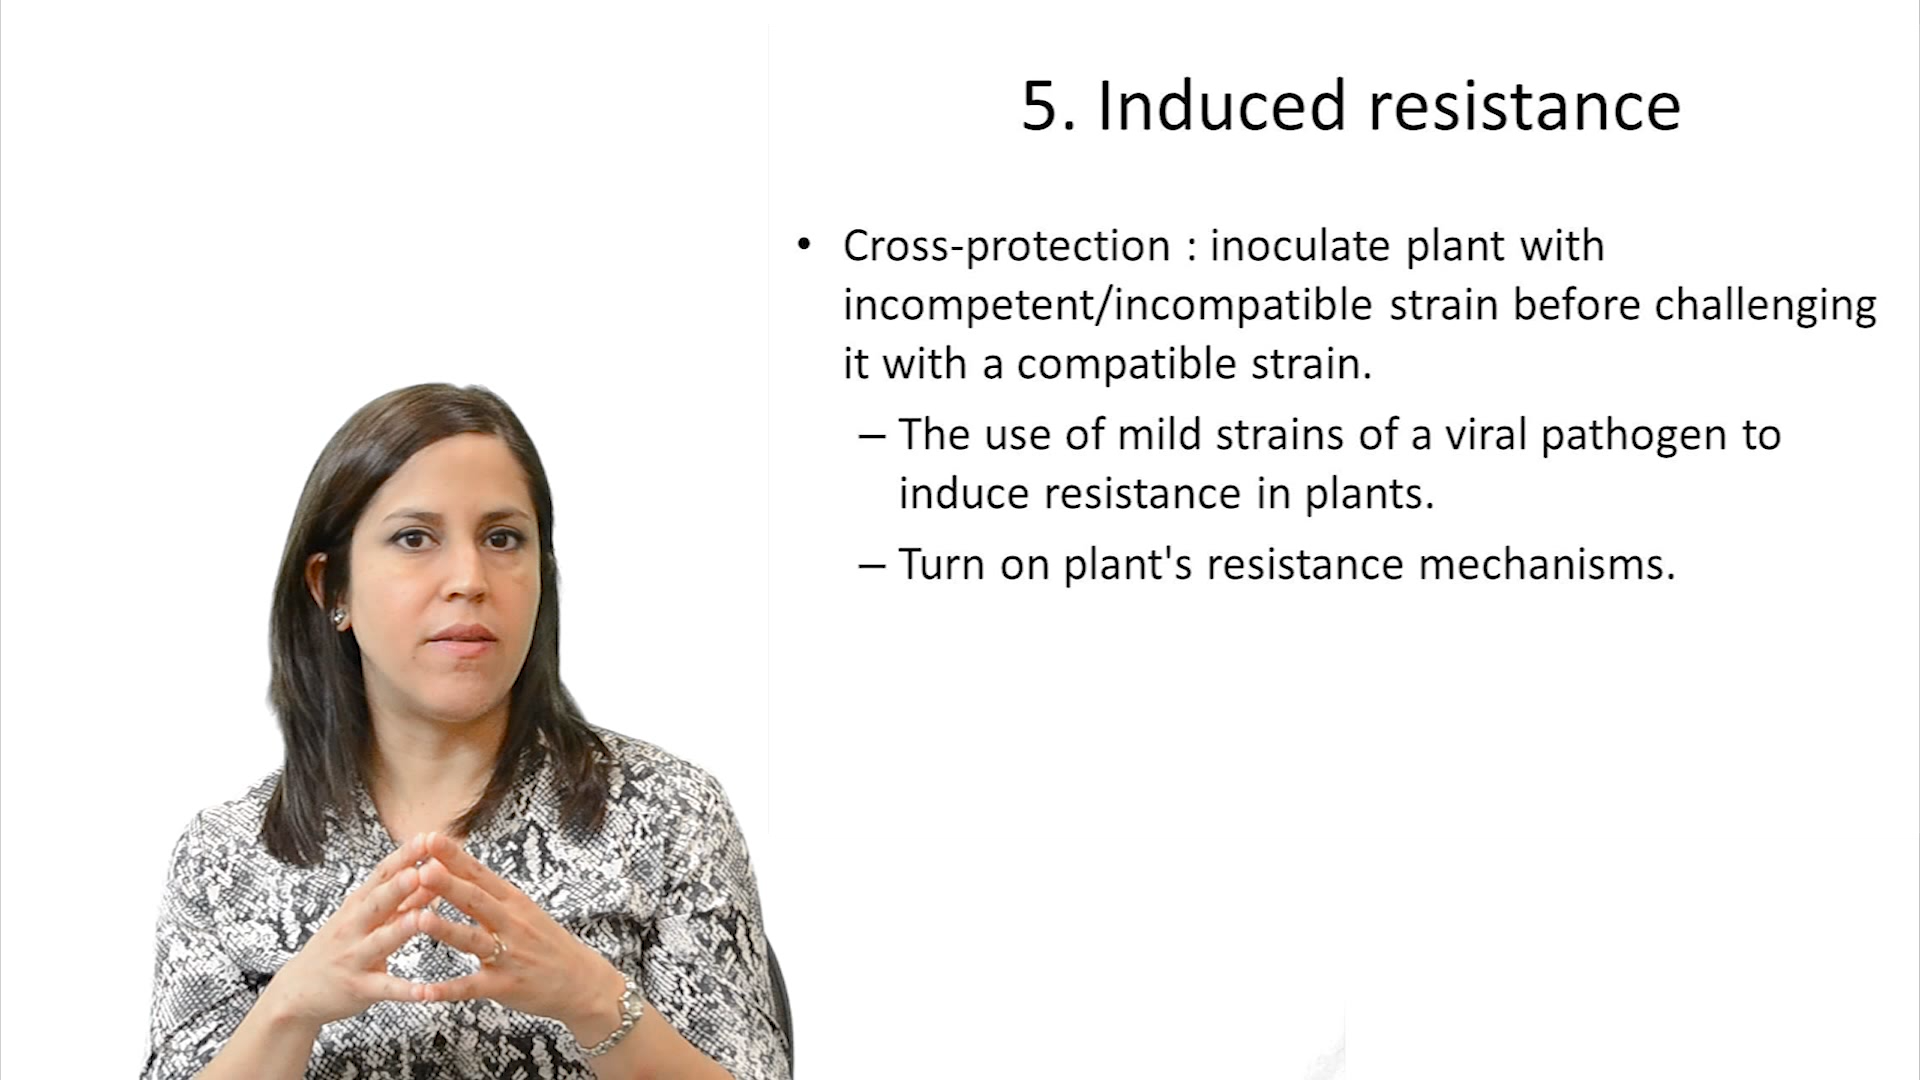 5. Induced resistance
• Cross-protection : inoculate plant with
incompetent/incompatible strain before challenging
it with a compatible strain.
– The use of mild strains of a viral pathogen to
induce resistance in plants.
– Turn on plant's resistance mechanisms.